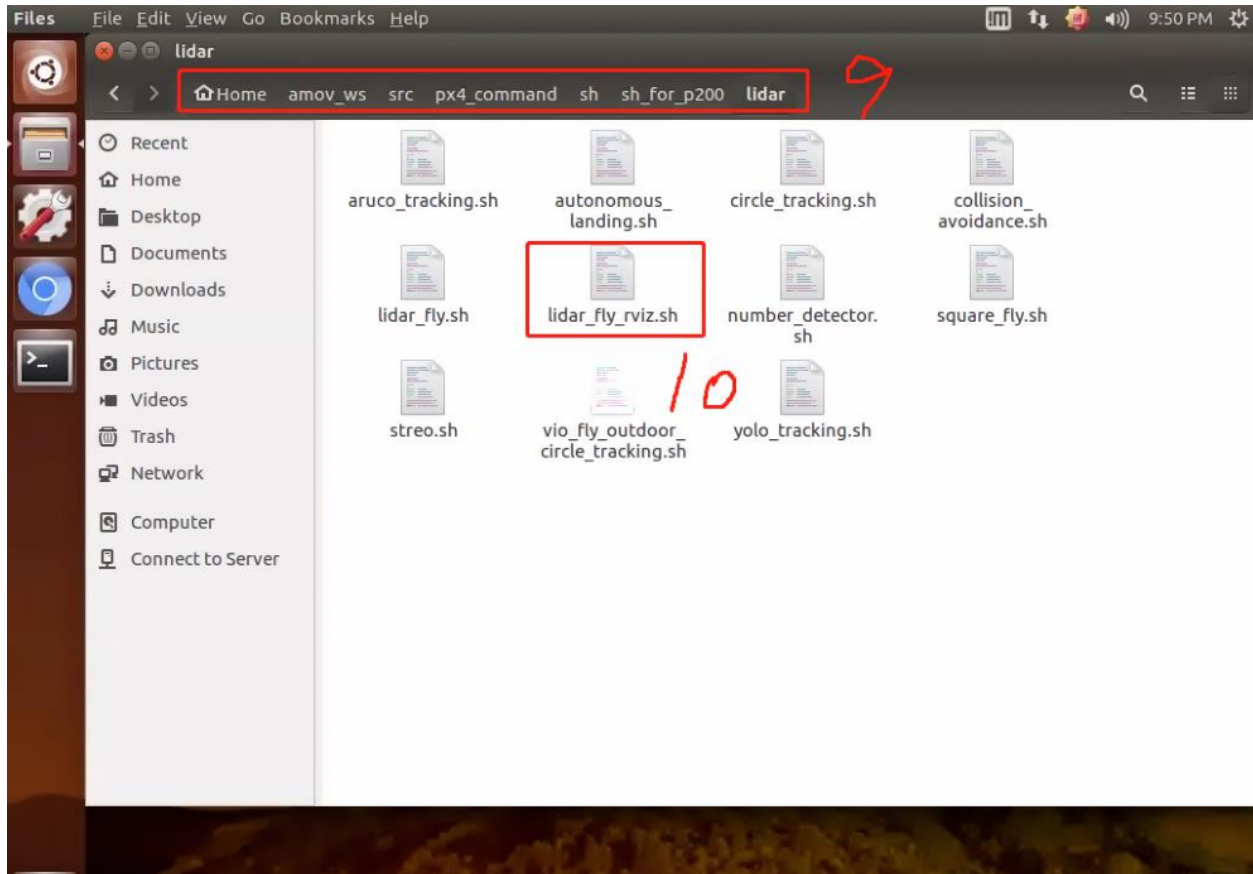 Files File Edit View Go Bookmarks Help 9:50 PM
lidar
Home amov_ws src px4_command sh sh_for_p200 lidar 9
Recent
Home
Desktop
Documents
Downloads
Music
Pictures
Videos
Trash
Network
Computer
Connect to Server
aruco_tracking.sh
autonomous_
landing.sh
circle_tracking.sh
collision_
avoidance.sh
lidar_fly.sh
lidar_fly_rviz.sh
number_detector.
sh
square_fly.sh
10
streo.sh
vio_fly_outdoor_
circle_tracking.sh
yolo_tracking.sh